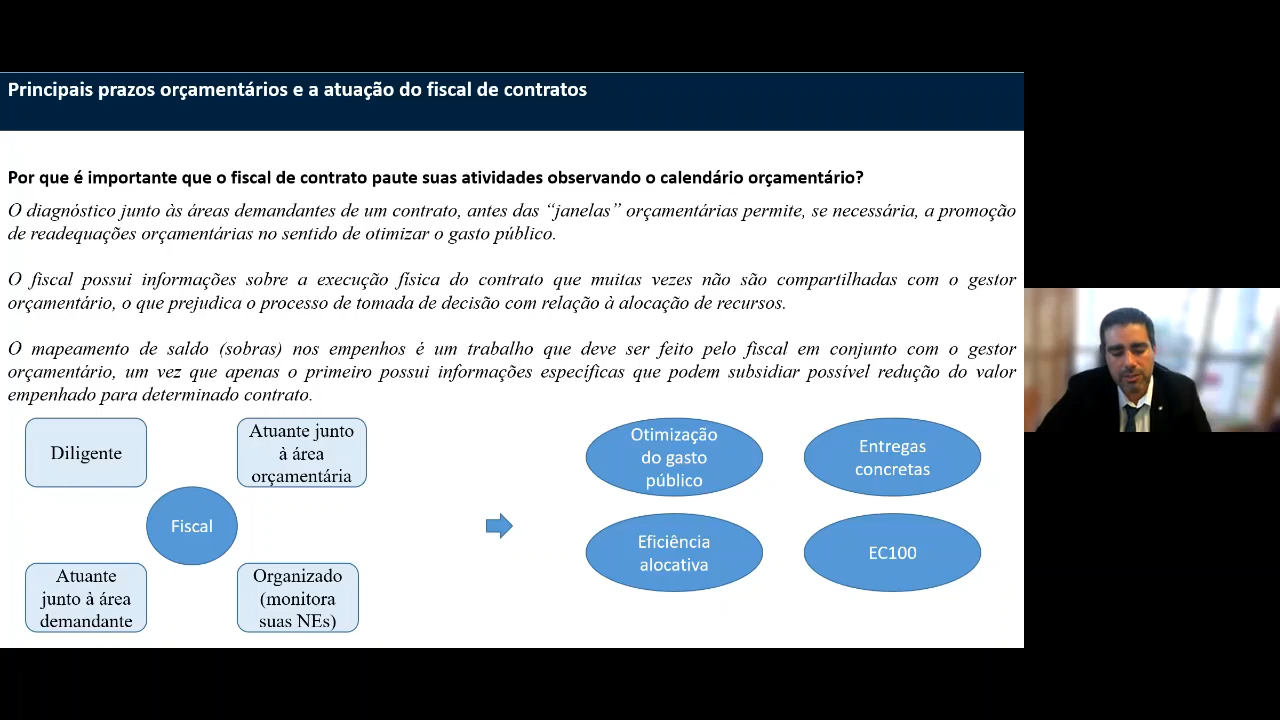 Principais prazos orçamentários e a atuação do fiscal de contratos
Por que é importante que o fiscal de contrato paute suas atividades observando o calendário orçamentário?
O diagnóstico junto às áreas demandantes de um contrato, antes das “janelas” orçamentárias permite, se necessária, a promoção
de readequações orçamentárias no sentido de otimizar o gasto público.
O fiscal possui informações sobre a execução física do contrato que muitas vezes não são compartilhadas com o gestor
orçamentário, o que prejudica o processo de tomada de decisão com relação à alocação de recursos.
O mapeamento de saldo (sobras) nos empenhos é um trabalho que deve ser feito pelo fiscal em conjunto com o gestor
orçamentário, um vez que apenas o primeiro possui informações específicas que podem subsidiar possível redução do valor
empenhado para determinado contrato.
Diligente
Atuante junto
à área
orçamentária
Fiscal
Atuante
junto à área
demandante
Organizado
(monitora
suas NEs)
Otimização
do gasto
público
Entregas
concretas
Eficiência
alocativa
EC100